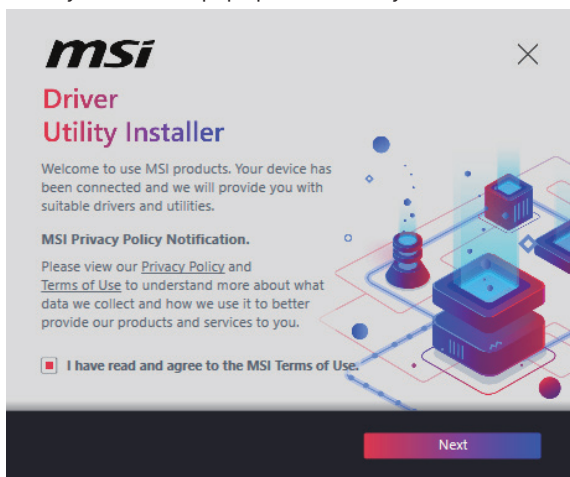 msi
Driver
Utility Installer
Welcome to use MSI products. Your device has
been connected and we will provide you with
suitable drivers and utilities.
MSI Privacy Policy Notification.
Please view our Privacy Policy and
Terms of Use to understand more about what
data we collect and how we use it to better
provide our products and services to you.
I have read and agree to the MSI Terms of Use.
Next